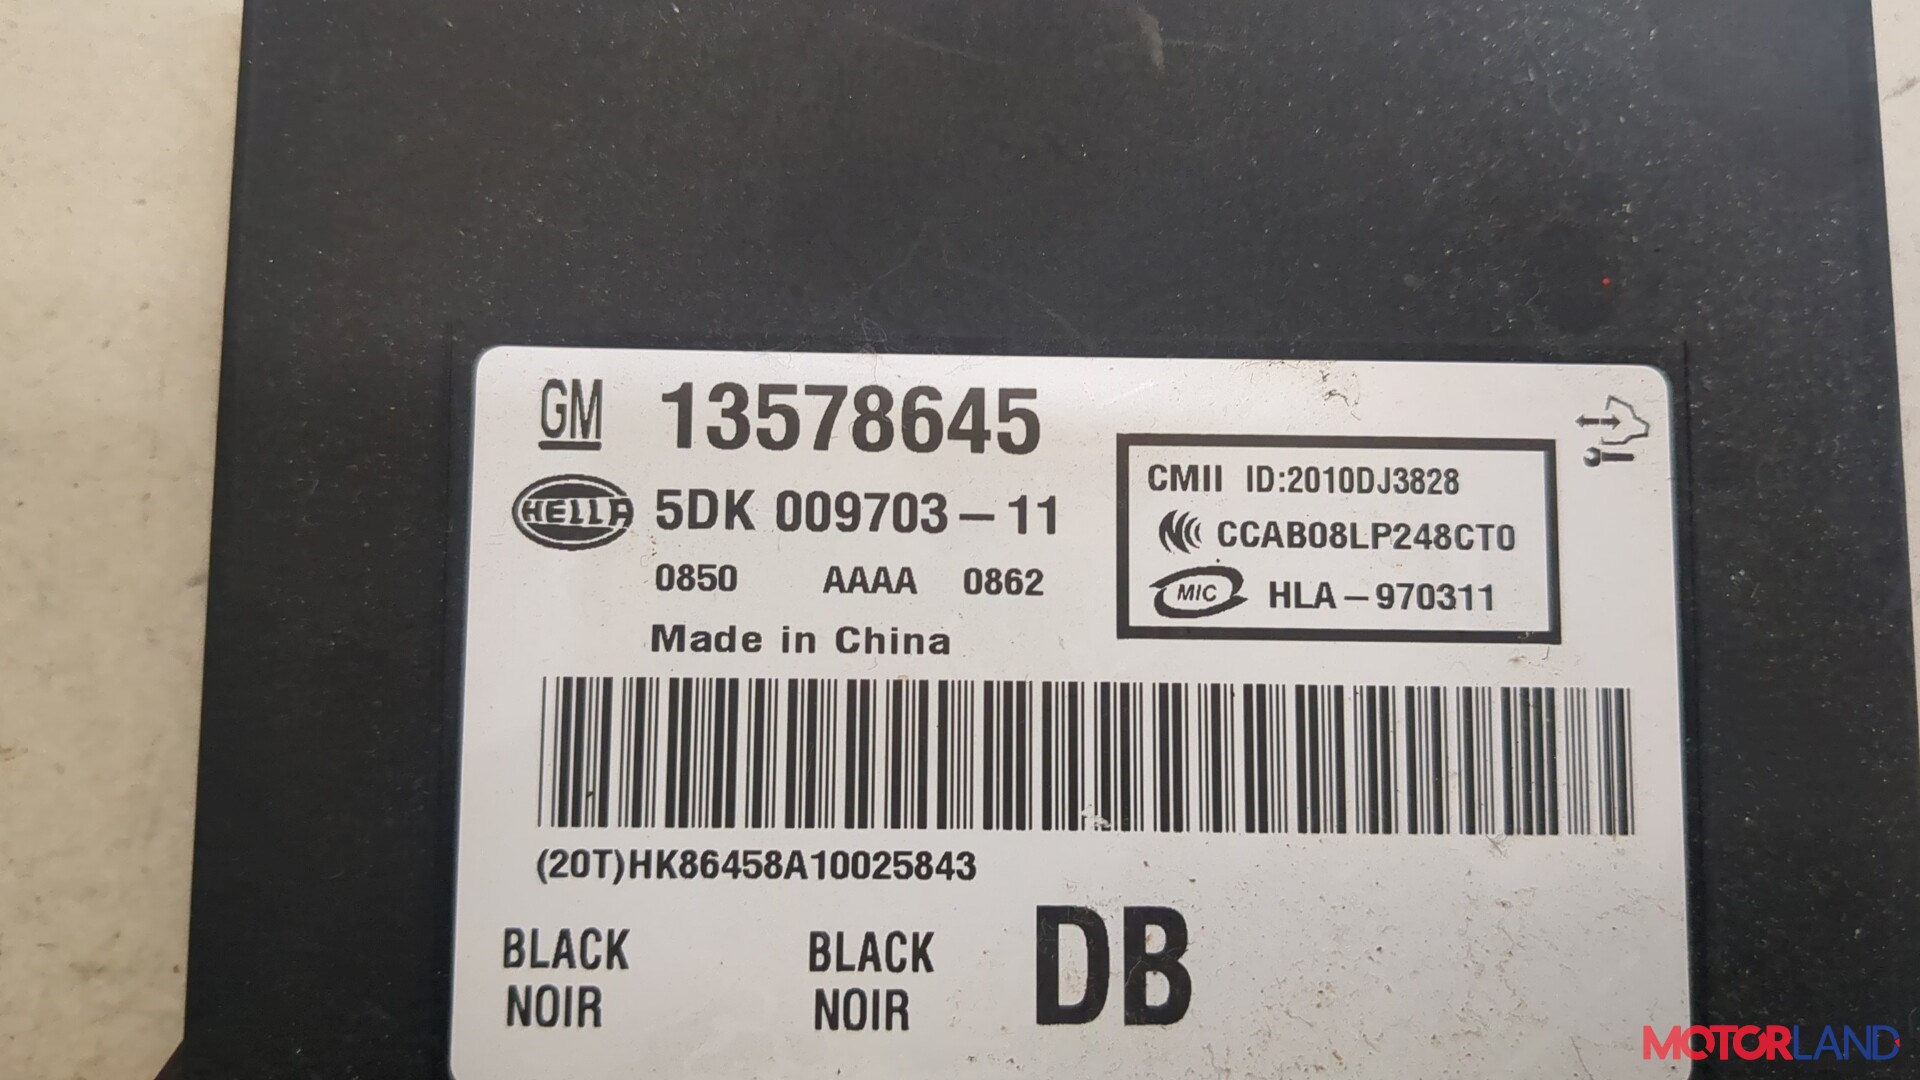 GM 13578645
HELLA 5DK 009703-11
0850 AAAA 0862
Made in China
CMII ID:2010DJ3828
CCAB08LP248CT0
MIC HLA-970311
(20T)HK86458A10025843
BLACK BLACK DB
NOIR NOIR
MOTORLAND